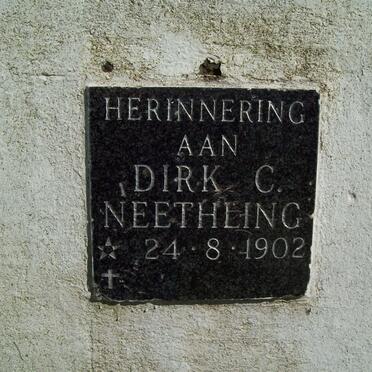 HERINNERING
AAN
DIRK C.
NEETHLING
☆ 24·8·1902
✝